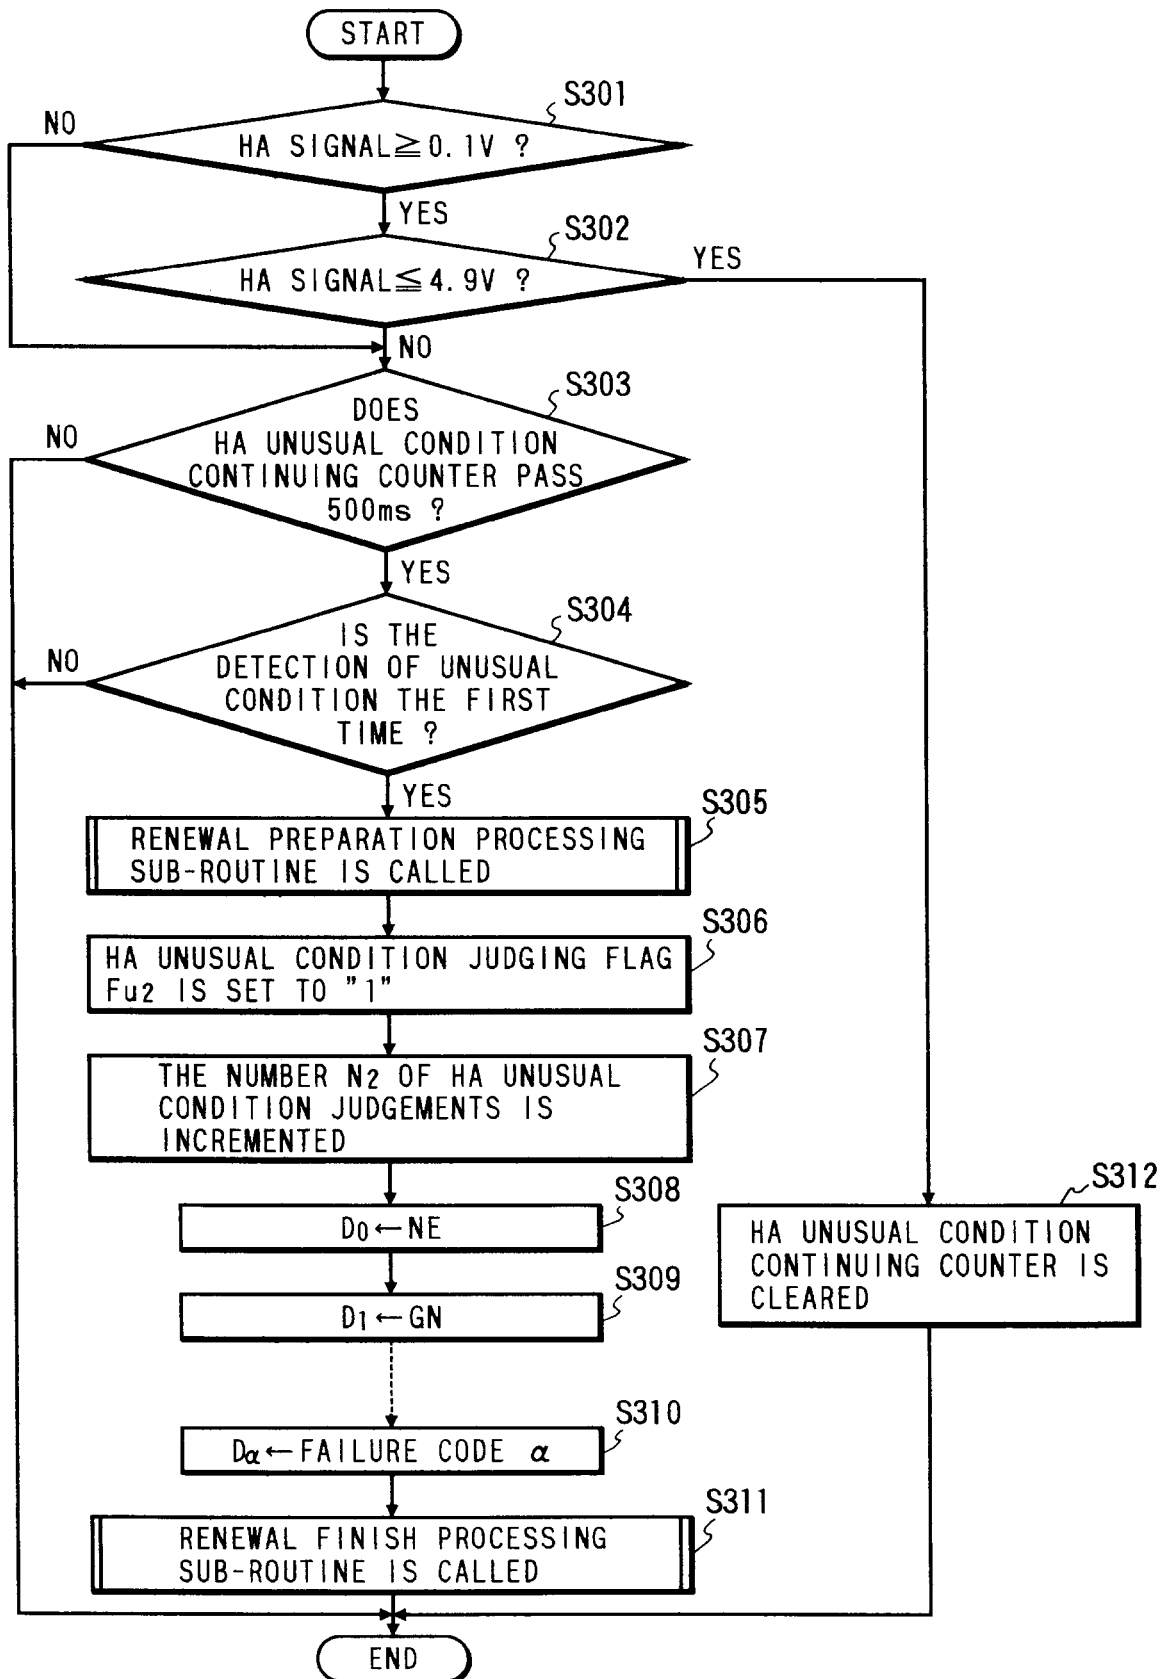 START
S301
NO
HA SIGNAL≧0.1V ?
YES
S302
YES
HA SIGNAL≦4.9V ?
NO
S303
NO
DOES
HA UNUSUAL CONDITION
CONTINUING COUNTER PASS
500ms ?
YES
S304
NO
IS THE
DETECTION OF UNUSUAL
CONDITION THE FIRST
TIME ?
YES
S305
RENEWAL PREPARATION PROCESSING
SUB-ROUTINE IS CALLED
S306
HA UNUSUAL CONDITION JUDGING FLAG
Fu2 IS SET TO "1"
S307
THE NUMBER N2 OF HA UNUSUAL
CONDITION JUDGEMENTS IS
INCREMENTED
S308
D0←NE
S309
D1←GN
S310
Dα←FAILURE CODE α
S311
RENEWAL FINISH PROCESSING
SUB-ROUTINE IS CALLED
S312
HA UNUSUAL CONDITION
CONTINUING COUNTER IS
CLEARED
END